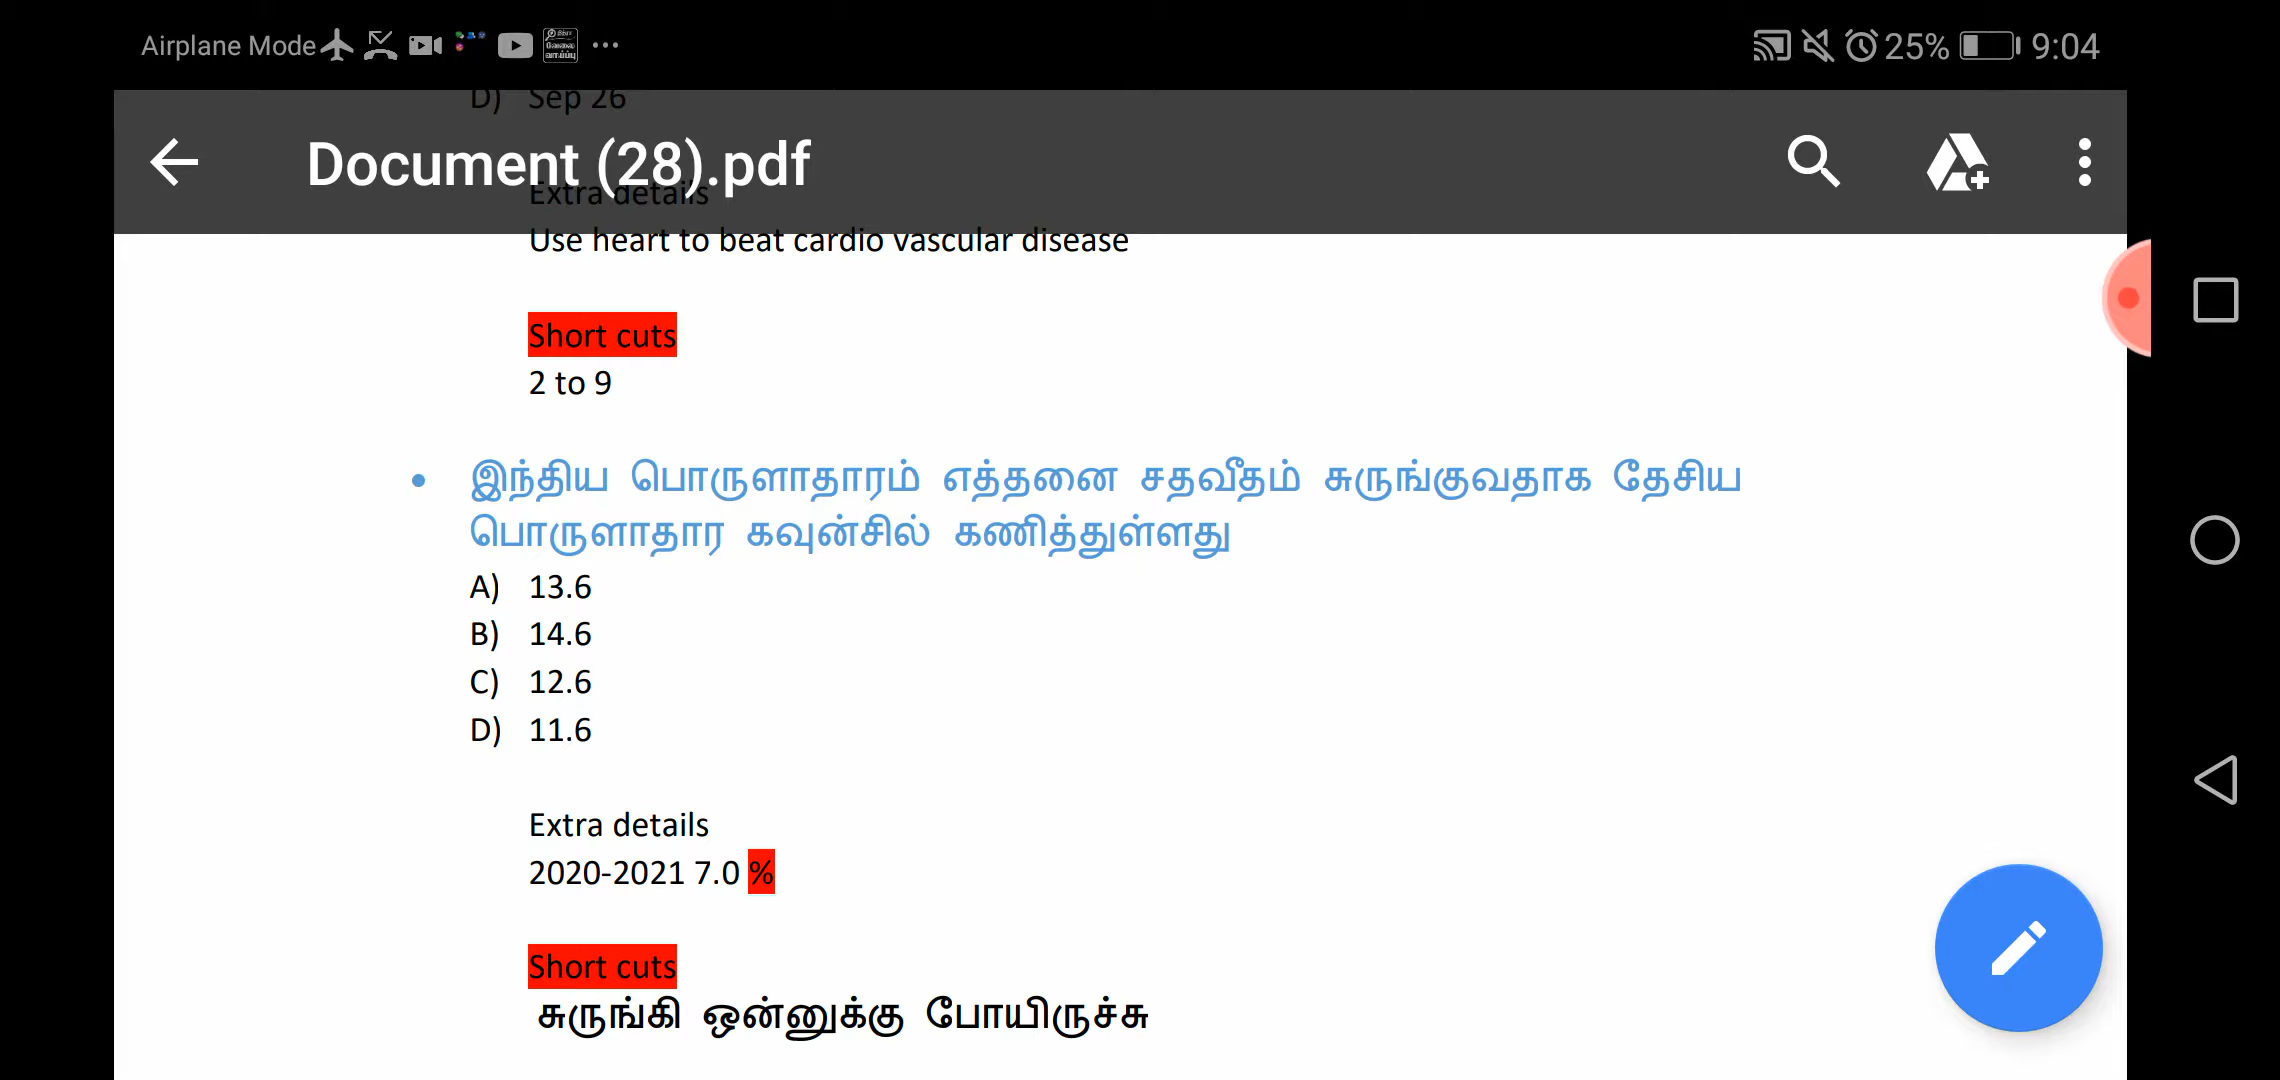 Airplane Mode
25% 9:04
D) Sep 26
Document (28).pdf
Extra details
Use heart to beat cardio vascular disease
Short cuts
2 to 9
• இந்திய பொருளாதாரம் எத்தனை சதவீதம் சுருங்குவதாக தேசிய
பொருளாதார கவுன்சில் கணித்துள்ளது
A) 13.6
B) 14.6
C) 12.6
D) 11.6
Extra details
2020-2021 7.0 %
Short cuts
சுருங்கி ஒன்னுக்கு போயிருச்சு